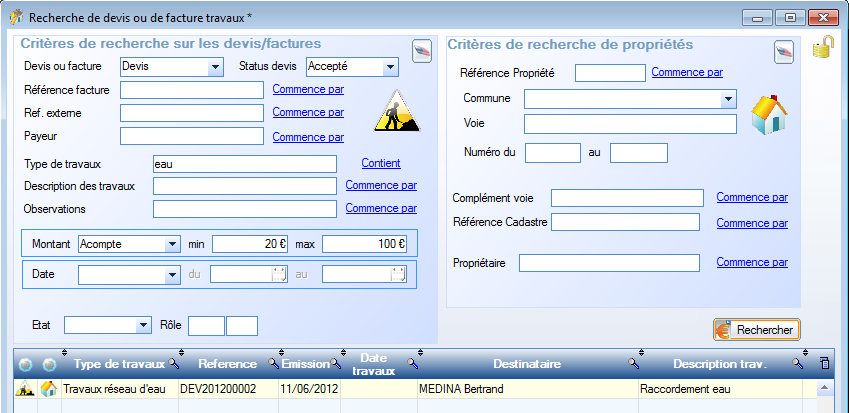 Recherche de devis ou de facture travaux *
Critères de recherche sur les devis/factures
Devis ou facture Devis Status devis Accepté
Référence facture Commence par
Ref. externe Commence par
Payeur Commence par
Type de travaux eau Contient
Description des travaux Commence par
Observations Commence par
Montant Acompte min 20 € max 100 €
Date du au
Etat Rôle
Critères de recherche de propriétés
Référence Propriété Commence par
Commune
Voie
Numéro du au
Complément voie Commence par
Référence Cadastre Commence par
Propriétaire Commence par
Rechercher
Type de travaux Reference Emission Date travaux Destinataire Description trav.
Travaux réseau d'eau DEV201200002 11/06/2012 MEDINA Bertrand Raccordement eau